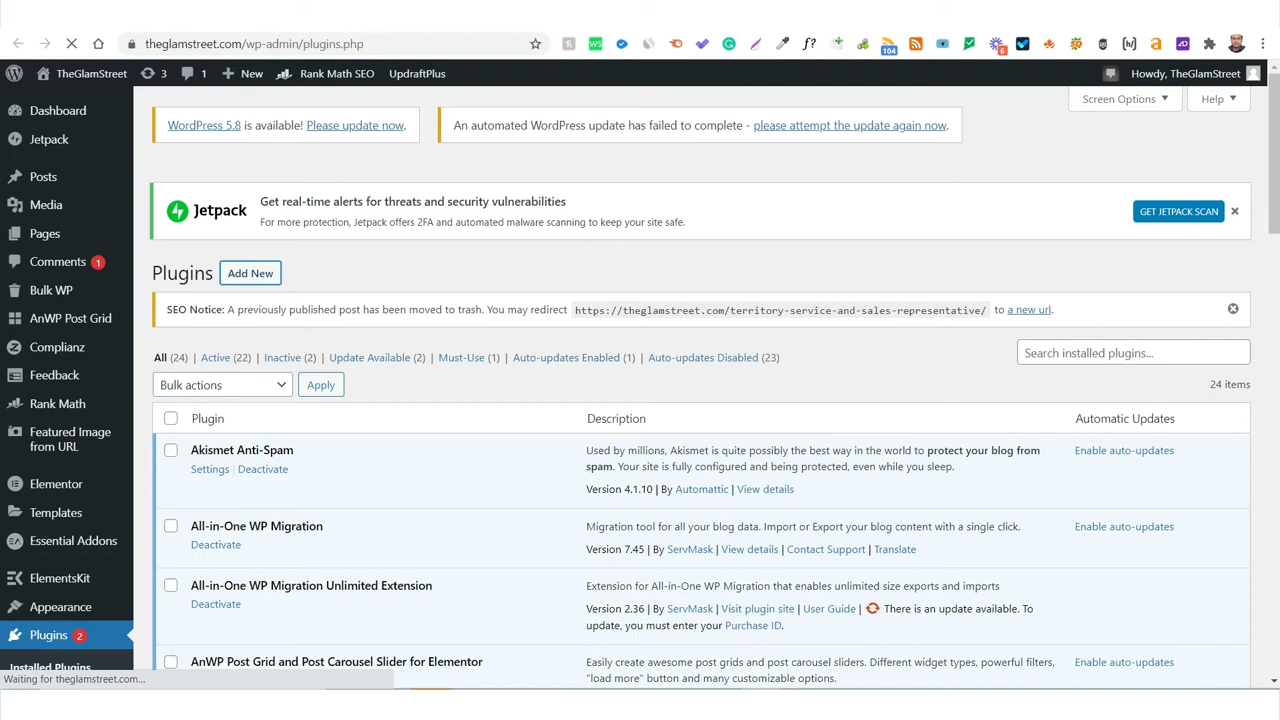 theglamstreet.com/wp-admin/plugins.php
104
6
TheGlamStreet
3
1
New
Rank Math SEO
UpdraftPlus
Howdy, TheGlamStreet
Screen Options
Help
Dashboard
Jetpack
Posts
Media
Pages
Comments 1
Bulk WP
AnWP Post Grid
Complianz
Feedback
Rank Math
Featured Image
from URL
Elementor
Templates
Essential Addons
ElementsKit
Appearance
Plugins 2
Installed Plugins
WordPress 5.8 is available! Please update now.
An automated WordPress update has failed to complete - please attempt the update again now.
Jetpack
Get real-time alerts for threats and security vulnerabilities
For more protection, Jetpack offers 2FA and automated malware scanning to keep your site safe.
GET JETPACK SCAN
Plugins Add New
SEO Notice: A previously published post has been moved to trash. You may redirect https://theglamstreet.com/territory-service-and-sales-representative/ to a new url.
All (24) | Active (22) | Inactive (2) | Update Available (2) | Must-Use (1) | Auto-updates Enabled (1) | Auto-updates Disabled (23)
Search installed plugins...
Bulk actions
Apply
24 items
Plugin Description Automatic Updates
Akismet Anti-Spam
Settings | Deactivate
Used by millions, Akismet is quite possibly the best way in the world to protect your blog from
spam. Your site is fully configured and being protected, even while you sleep.
Version 4.1.10 | By Automattic | View details
Enable auto-updates
All-in-One WP Migration
Deactivate
Migration tool for all your blog data. Import or Export your blog content with a single click.
Version 7.45 | By ServMask | View details | Contact Support | Translate
Enable auto-updates
All-in-One WP Migration Unlimited Extension
Deactivate
Extension for All-in-One WP Migration that enables unlimited size exports and imports
Version 2.36 | By ServMask | Visit plugin site | User Guide | There is an update available. To
update, you must enter your Purchase ID.
AnWP Post Grid and Post Carousel Slider for Elementor
Easily create awesome post grids and post carousel sliders. Different widget types, powerful filters,
"load more" button and many customizable options.
Enable auto-updates
Waiting for theglamstreet.com...